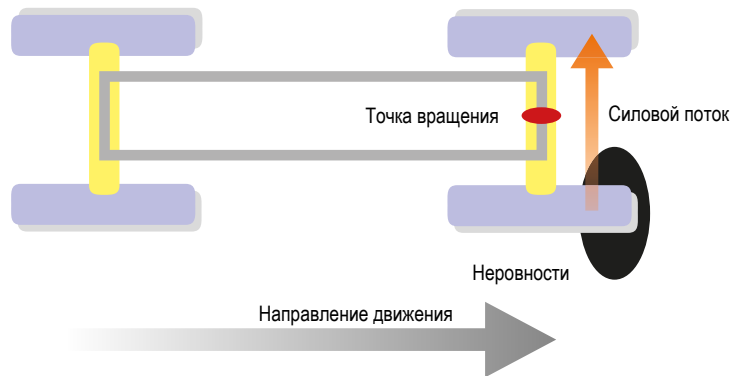 Точка вращения
Силовой поток
Неровности
Направление движения